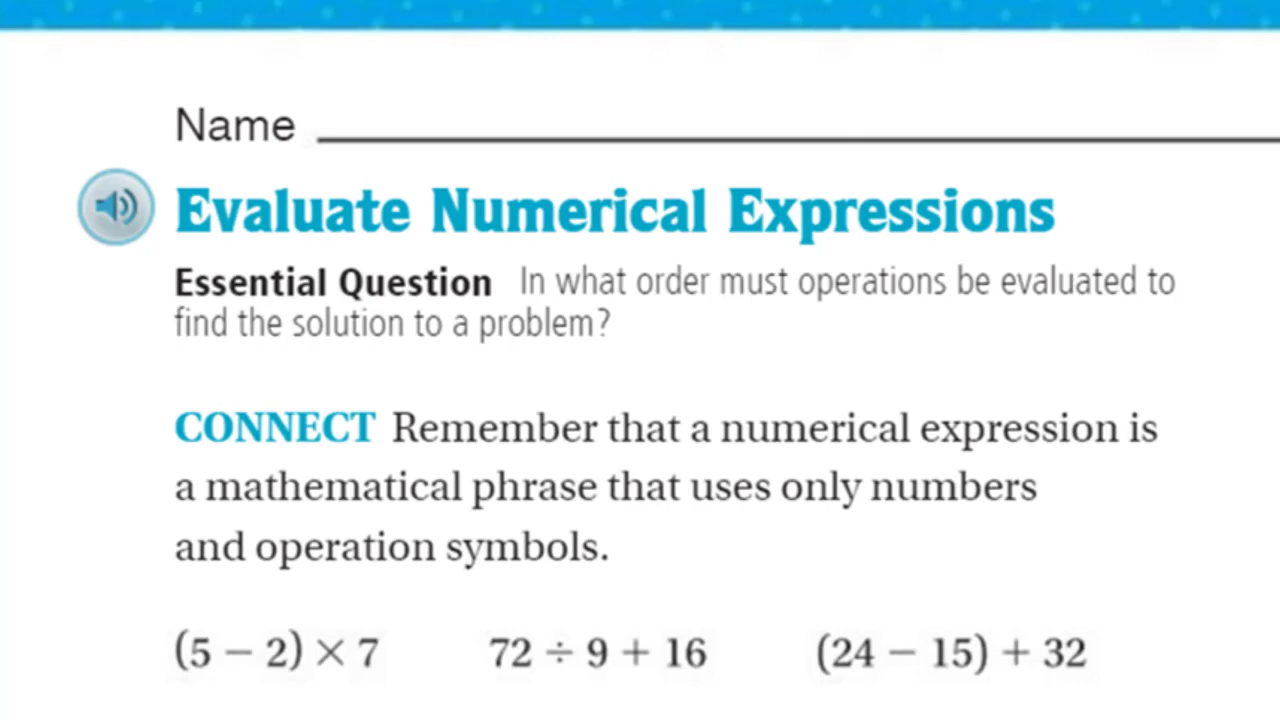 Name
Evaluate Numerical Expressions
Essential Question In what order must operations be evaluated to
find the solution to a problem?
CONNECT Remember that a numerical expression is
a mathematical phrase that uses only numbers
and operation symbols.
(5 − 2) × 7 72 ÷ 9 + 16 (24 − 15) + 32